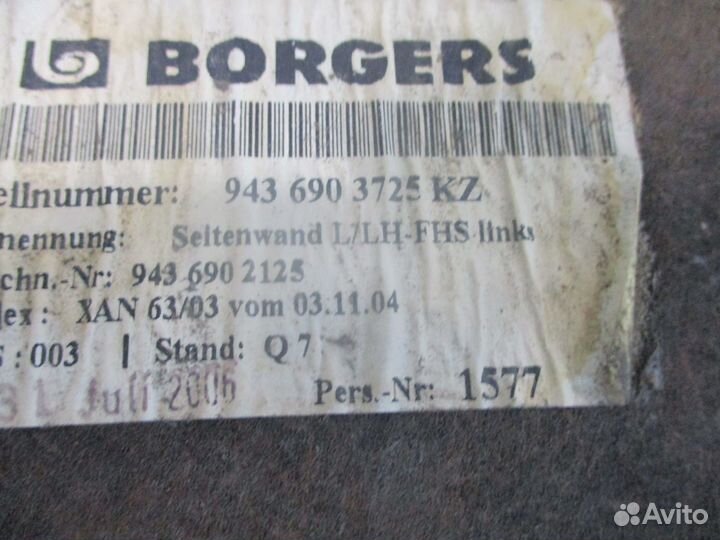 BORGERS
ellnummer: 943 690 3725 KZ
nennung: Seitenwand L/LH-FHS links
chn.-Nr: 943 690 2125
lex: XAN 63/03 vom 03.11.04
S: 003 | Stand: Q 7
Juli 2006
Pers.-Nr: 1577
Avito